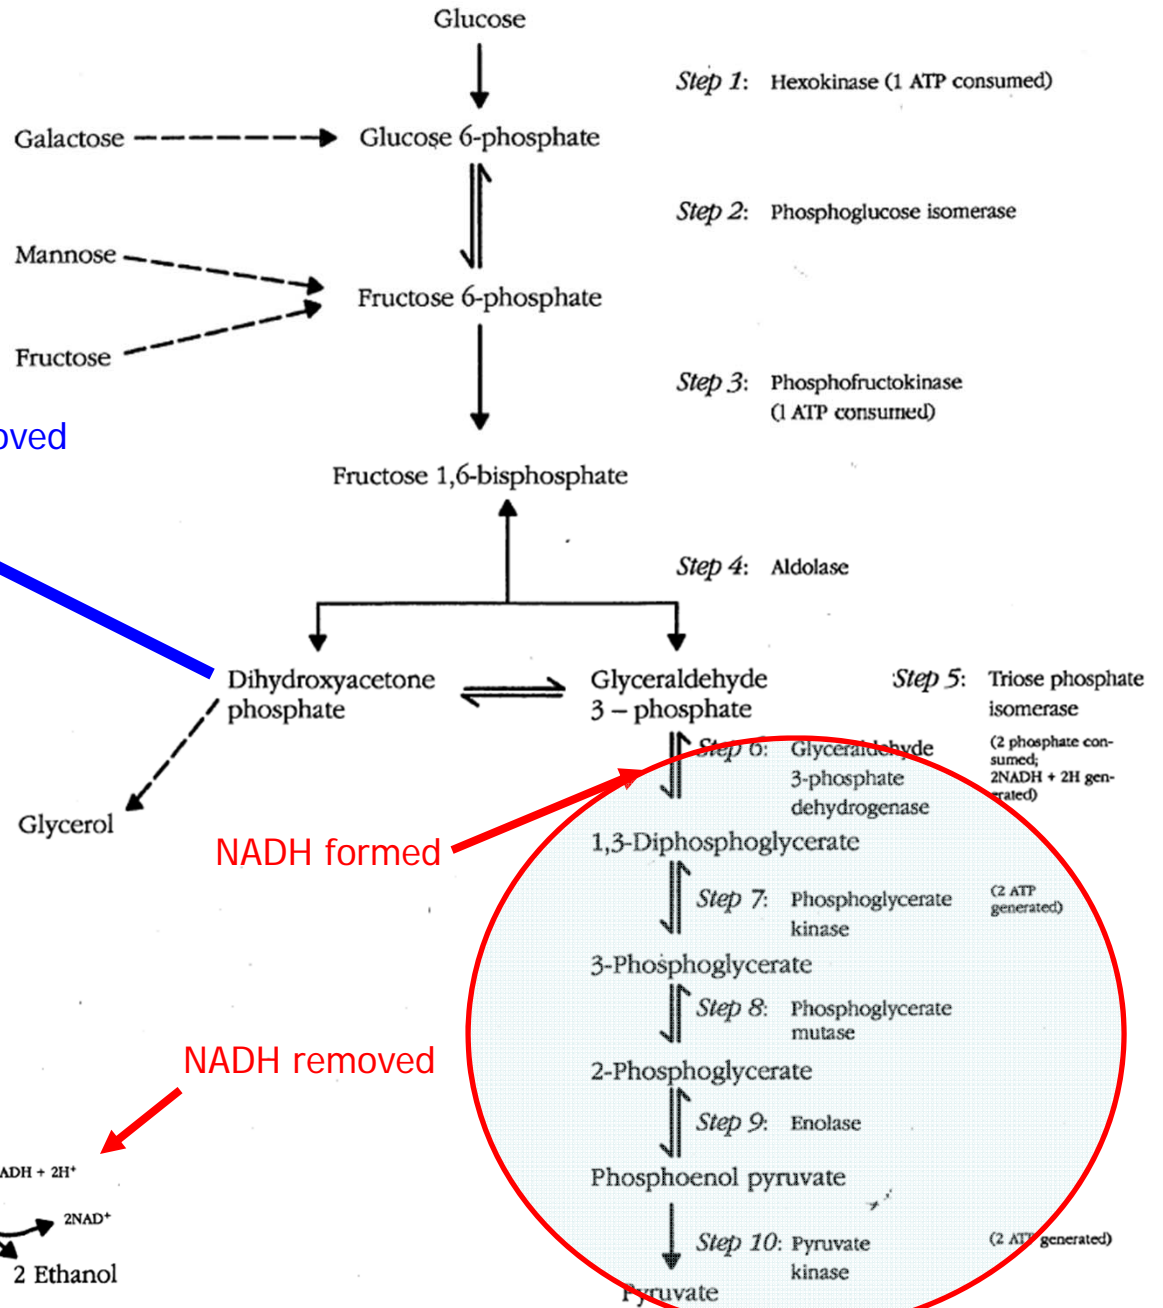 Glucose
Step 1: Hexokinase (1 ATP consumed)
Galactose
Glucose 6-phosphate
Step 2: Phosphoglucose isomerase
Mannose
Fructose 6-phosphate
Fructose
Step 3: Phosphofructokinase
(1 ATP consumed)
oved
Fructose 1,6-bisphosphate
Step 4: Aldolase
Dihydroxyacetone
phosphate
Glyceraldehyde
3 – phosphate
Step 5: Triose phosphate
isomerase
Step 6: Glyceraldehyde
3-phosphate
dehydrogenase
(2 phosphate con-
sumed;
2NADH + 2H gen-
erated)
Glycerol
NADH formed
1,3-Diphosphoglycerate
Step 7: Phosphoglycerate
kinase
(2 ATP
generated)
3-Phosphoglycerate
Step 8: Phosphoglycerate
mutase
NADH removed
2-Phosphoglycerate
Step 9: Enolase
ADH + 2H⁺
Phosphoenol pyruvate
2NAD⁺
Step 10: Pyruvate
kinase
(2 ATP generated)
2 Ethanol
Pyruvate